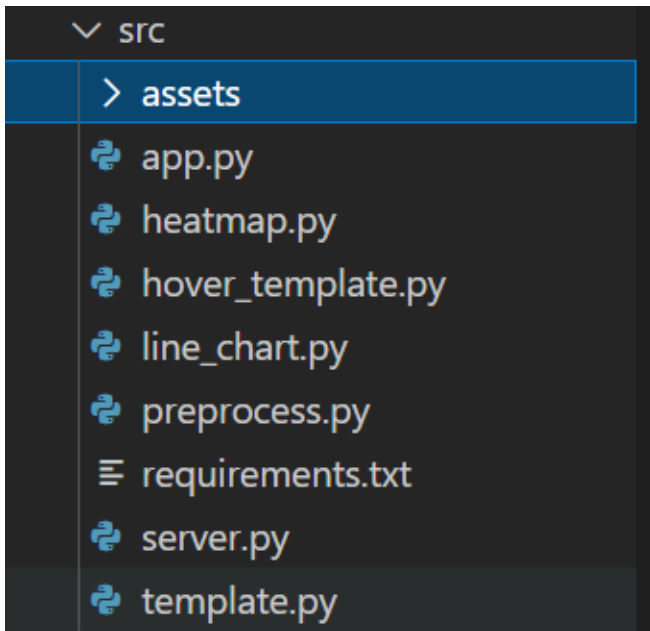 src
assets
app.py
heatmap.py
hover_template.py
line_chart.py
preprocess.py
requirements.txt
server.py
template.py